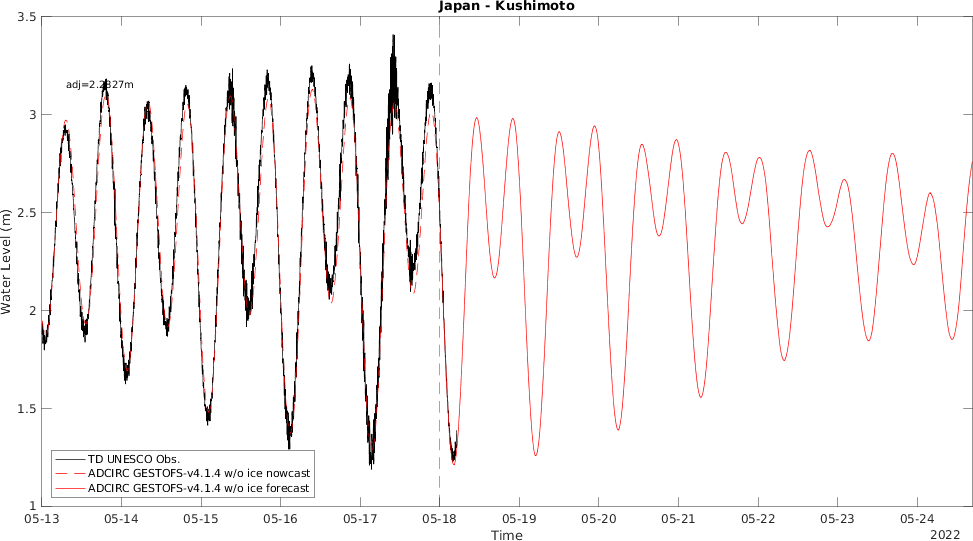 Japan - Kushimoto
adj=2.2827m
Water Level (m)
3.5
3
2.5
2
1.5
1
TD UNESCO Obs.
ADCIRC GESTOFS-v4.1.4 w/o ice nowcast
ADCIRC GESTOFS-v4.1.4 w/o ice forecast
05-13 05-14 05-15 05-16 05-17 05-18 05-19 05-20 05-21 05-22 05-23 05-24
Time
2022